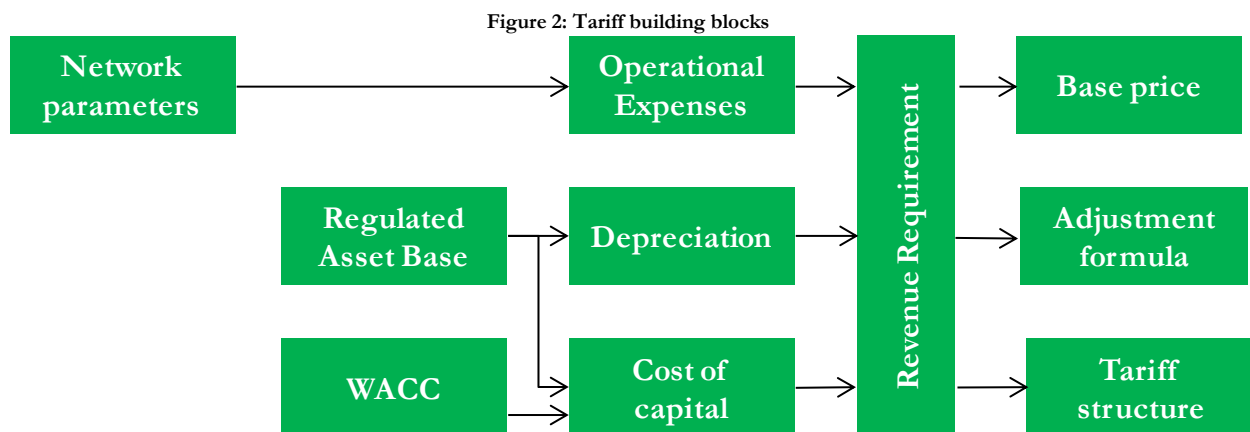 Figure 2: Tariff building blocks
Network
parameters
Operational
Expenses
Revenue Requirement
Base price
Regulated
Asset Base
Depreciation
Adjustment
formula
WACC
Cost of
capital
Tariff
structure